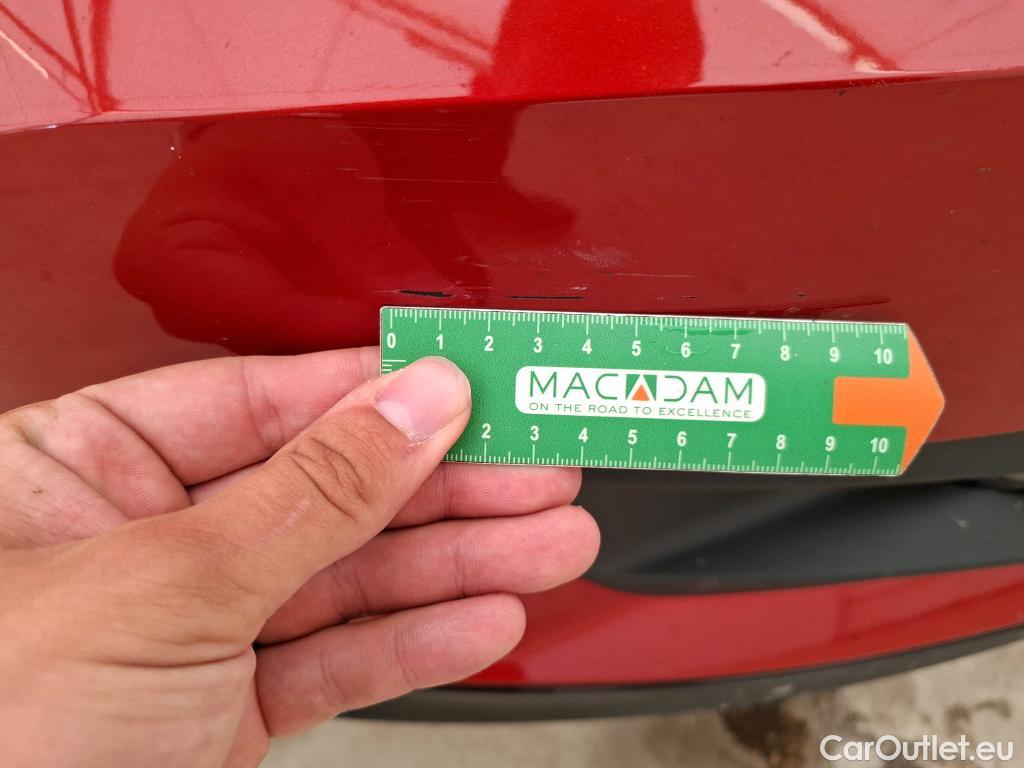 0 1 2 3 4 5 6 7 8 9 10
MACADAM
ON THE ROAD TO EXCELLENCE
2 3 4 5 6 7 8 9 10
CarOutlet.eu